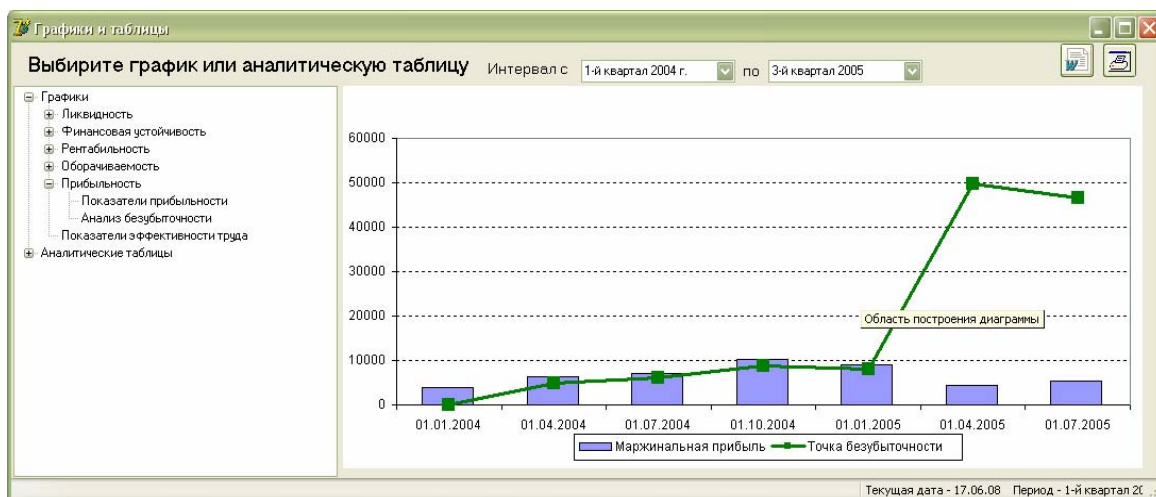 Графики и таблицы
Выбирите график или аналитическую таблицу Интервал с 1-й квартал 2004 г. по 3-й квартал 2005
Графики
Ликвидность
Финансовая устойчивость
Рентабильность
Оборачиваемость
Прибыльность
Показатели прибыльности
Анализ безубыточности
Показатели эффективности труда
Аналитические таблицы
60000
50000
40000
30000
20000
10000
0
Область построения диаграммы
01.01.2004 01.04.2004 01.07.2004 01.10.2004 01.01.2005 01.04.2005 01.07.2005
Маржинальная прибыль Точка безубыточности
Текущая дата - 17.06.08 Период - 1-й квартал 20